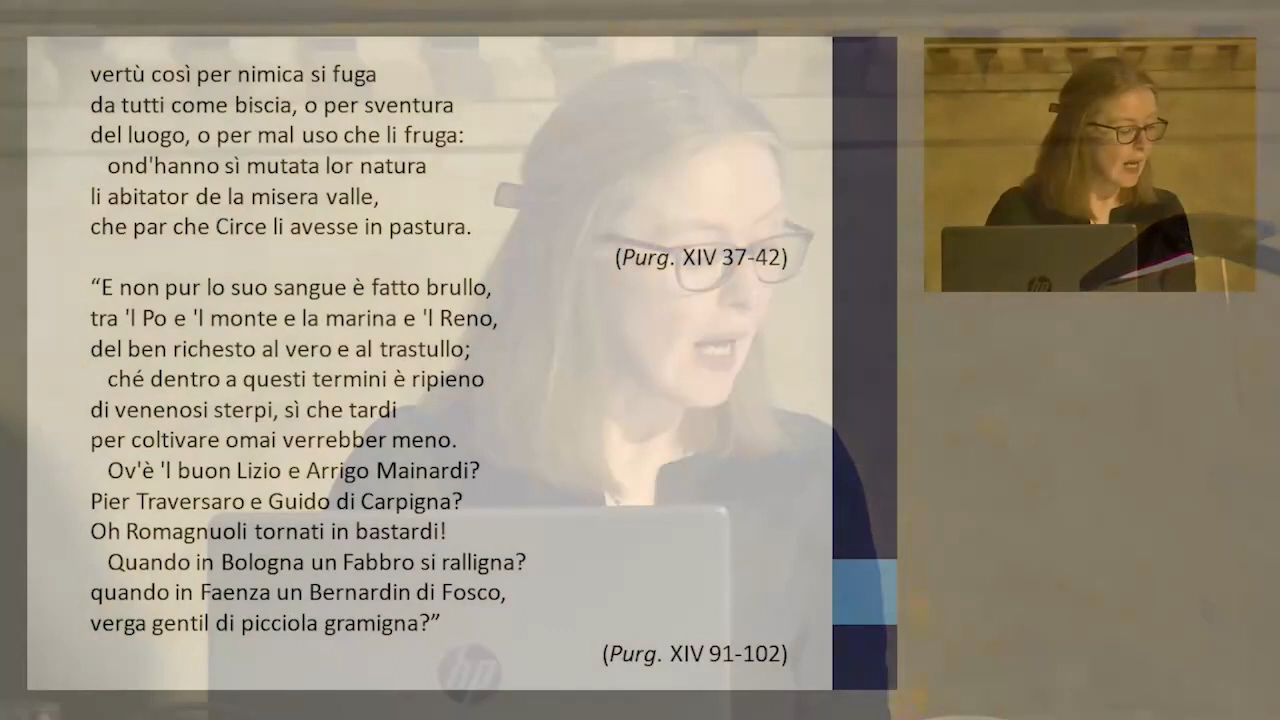 vertù così per nimica si fuga
da tutti come biscia, o per sventura
del luogo, o per mal uso che li fruga:
ond'hanno sì mutata lor natura
li abitator de la misera valle,
che par che Circe li avesse in pastura.
(Purg. XIV 37-42)
“E non pur lo suo sangue è fatto brullo,
tra 'l Po e 'l monte e la marina e 'l Reno,
del ben richesto al vero e al trastullo;
ché dentro a questi termini è ripieno
di venenosi sterpi, sì che tardi
per coltivare omai verrebber meno.
Ov'è 'l buon Lizio e Arrigo Mainardi?
Pier Traversaro e Guido di Carpigna?
Oh Romagnuoli tornati in bastardi!
Quando in Bologna un Fabbro si ralligna?
quando in Faenza un Bernardin di Fosco,
verga gentil di picciola gramigna?”
(Purg. XIV 91-102)
hp
hp